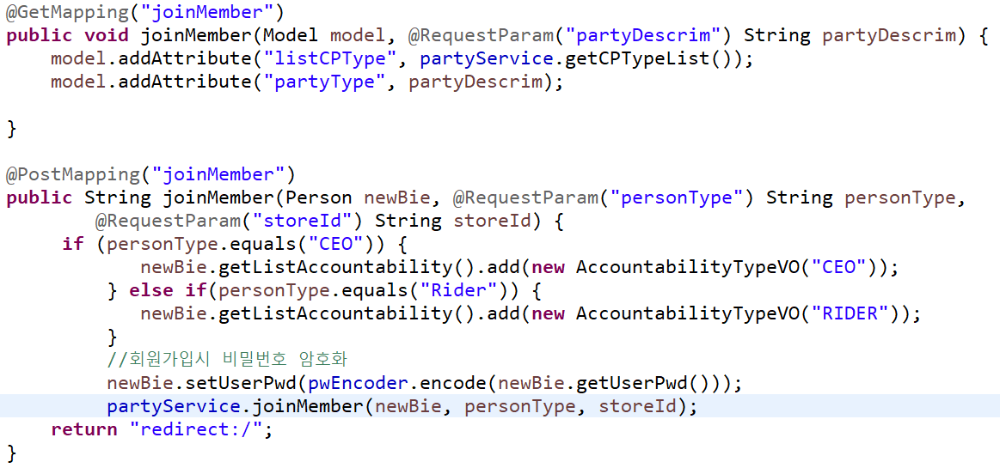 @GetMapping("joinMember")
public void joinMember(Model model, @RequestParam("partyDescrim") String partyDescrim) {
    model.addAttribute("listCPType", partyService.getCPTypeList());
    model.addAttribute("partyType", partyDescrim);

}

@PostMapping("joinMember")
public String joinMember(Person newBie, @RequestParam("personType") String personType,
        @RequestParam("storeId") String storeId) {
     if (personType.equals("CEO")) {
            newBie.getListAccountability().add(new AccountabilityTypeVO("CEO"));
         } else if(personType.equals("Rider")) {
            newBie.getListAccountability().add(new AccountabilityTypeVO("RIDER"));
         }
         //회원가입시 비밀번호 암호화
         newBie.setUserPwd(pwEncoder.encode(newBie.getUserPwd()));
         partyService.joinMember(newBie, personType, storeId);
    return "redirect:/";
}